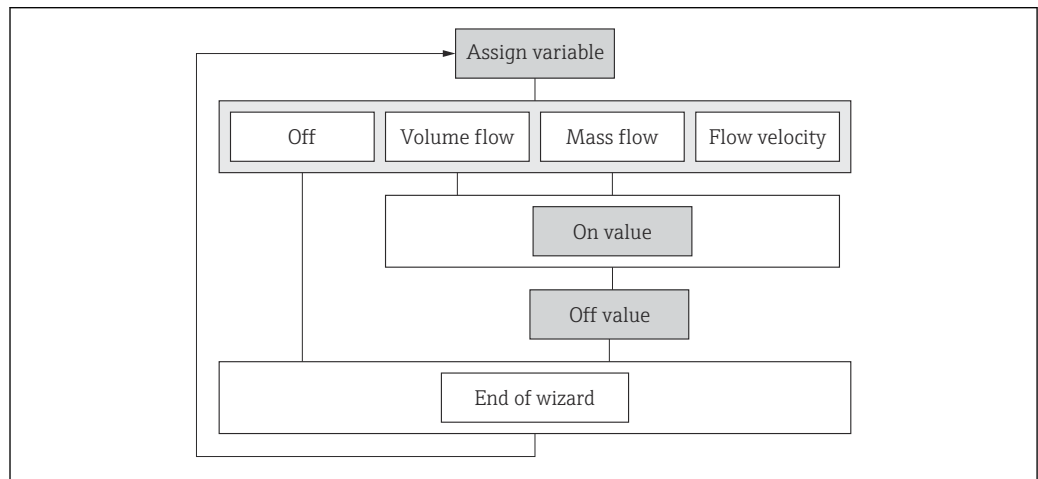 Assign variable
Off
Volume flow
Mass flow
Flow velocity
On value
Off value
End of wizard